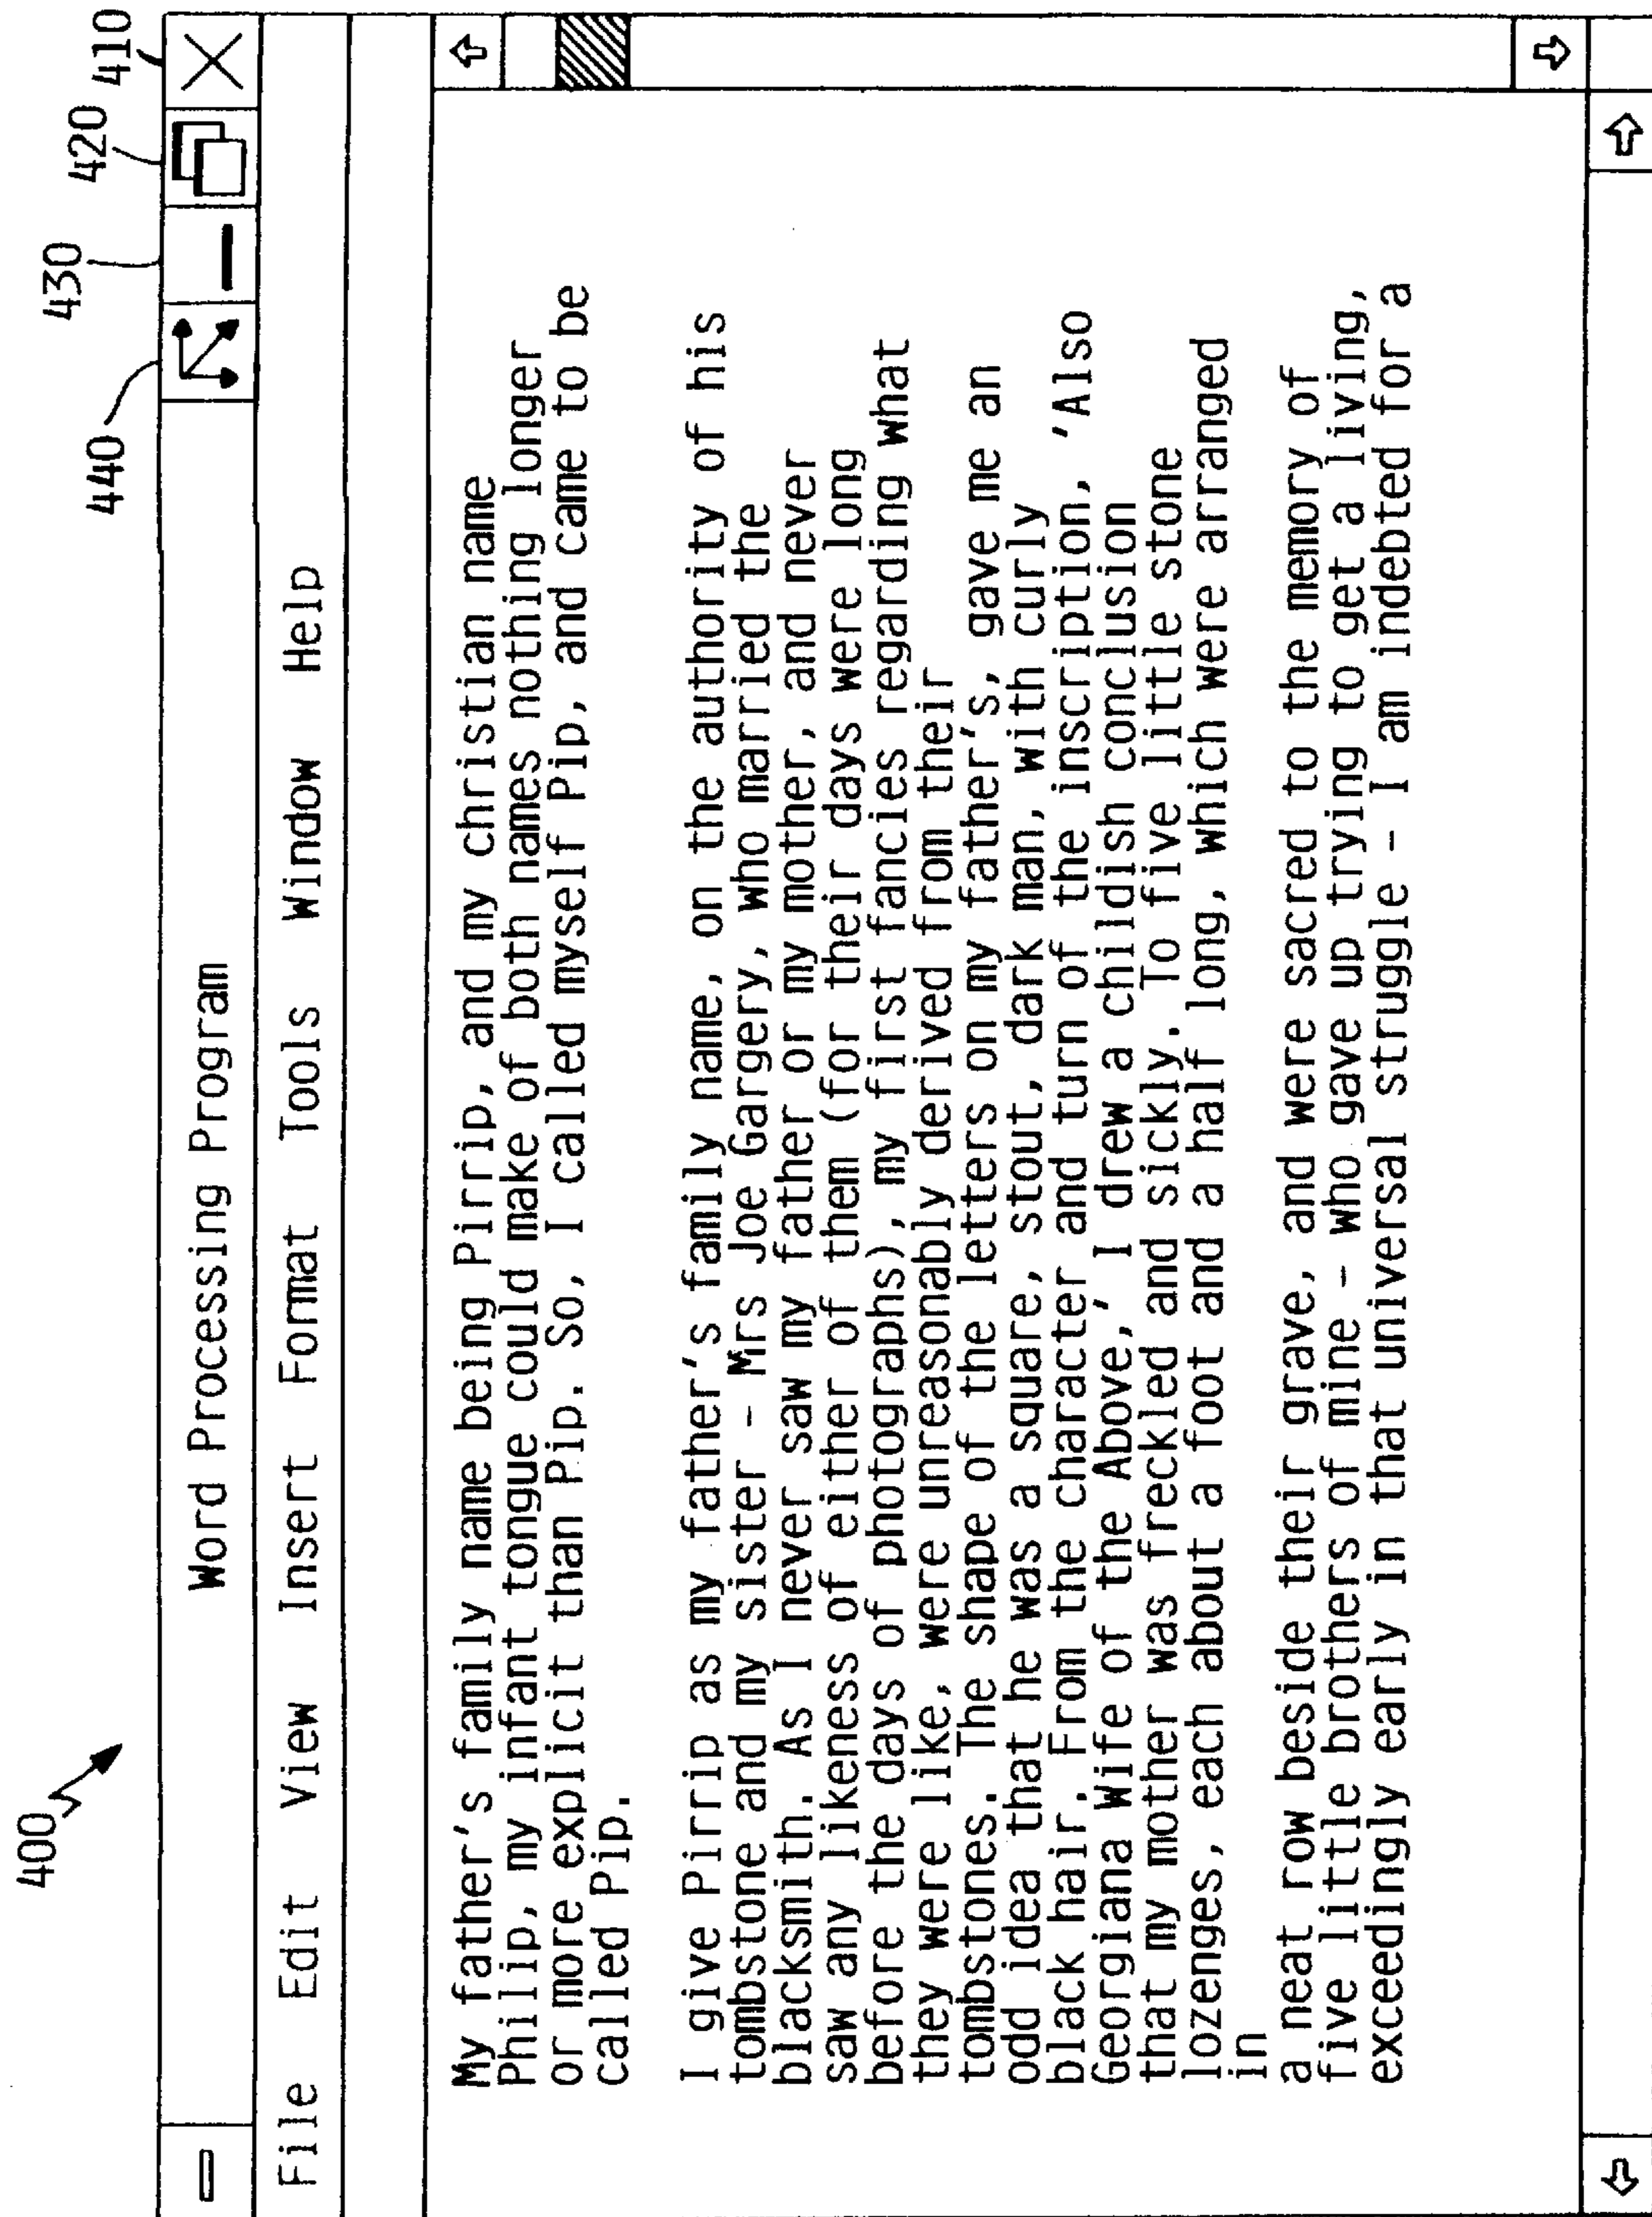 400
440
430
420
410
Word Processing Program
File Edit View Insert Format Tools Window Help
My father's family name being Pirrip, and my christian name
Philip, my infant tongue could make of both names nothing longer
or more explicit than Pip. So, I called myself Pip, and came to be
called Pip.
I give Pirrip as my father's family name, on the authority of his
tombstone and my sister - Mrs Joe Gargery, who married the
blacksmith. As I never saw my father or my mother, and never
saw any likeness of either of them (for their days were long
before the days of photographs), my first fancies regarding what
they were like, were unreasonably derived from their
tombstones. The shape of the letters on my father's, gave me an
odd idea that he was a square, stout, dark man, with curly
black hair. From the character and turn of the inscription, 'Also
Georgiana Wife of the Above,' I drew a childish conclusion
that my mother was freckled and sickly. To five little stone
lozenges, each about a foot and a half long, which were arranged
in
a neat row beside their grave, and were sacred to the memory of
five little brothers of mine - who gave up trying to get a living,
exceedingly early in that universal struggle - I am indebted for a